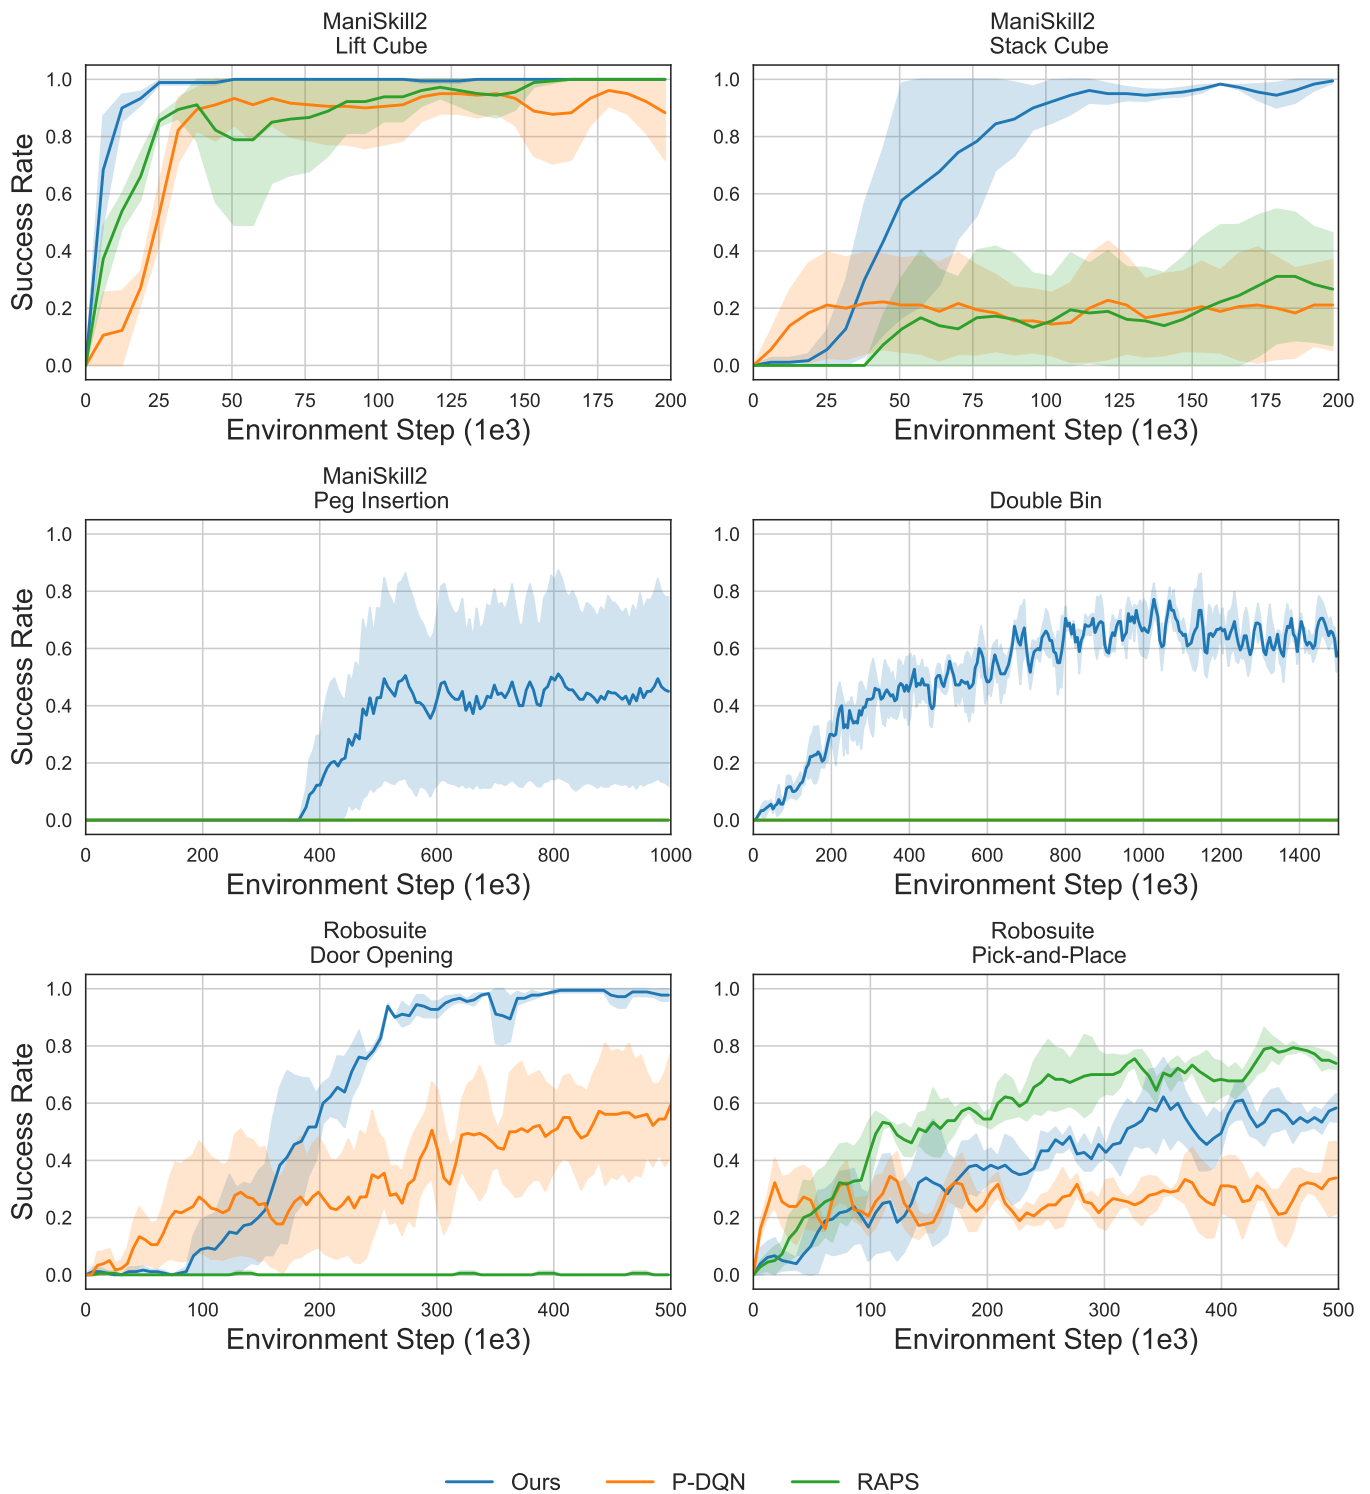 ManiSkill2
Lift Cube
Success Rate
1.0
0.8
0.6
0.4
0.2
0.0
0 25 50 75 100 125 150 175 200
Environment Step (1e3)
ManiSkill2
Stack Cube
1.0
0.8
0.6
0.4
0.2
0.0
0 25 50 75 100 125 150 175 200
Environment Step (1e3)
ManiSkill2
Peg Insertion
Success Rate
1.0
0.8
0.6
0.4
0.2
0.0
0 200 400 600 800 1000
Environment Step (1e3)
Double Bin
1.0
0.8
0.6
0.4
0.2
0.0
0 200 400 600 800 1000 1200 1400
Environment Step (1e3)
Robosuite
Door Opening
Success Rate
1.0
0.8
0.6
0.4
0.2
0.0
0 100 200 300 400 500
Environment Step (1e3)
Robosuite
Pick-and-Place
1.0
0.8
0.6
0.4
0.2
0.0
0 100 200 300 400 500
Environment Step (1e3)
Ours P-DQN RAPS